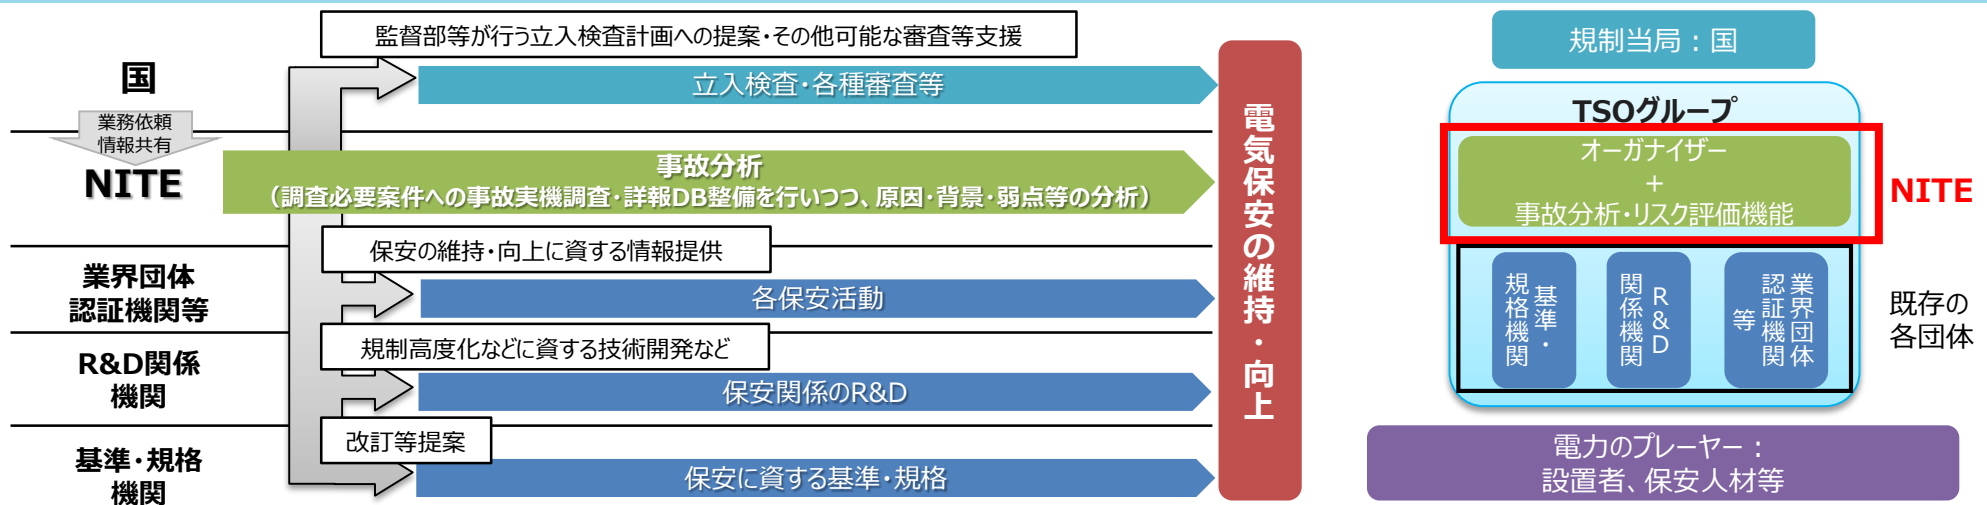 国
業務依頼
情報共有
NITE
業界団体
認証機関等
R&D関係
機関
基準・規格
機関
監督部等が行う立入検査計画への提案・その他可能な審査等支援
立入検査・各種審査等
事故分析
（調査必要案件への事故実機調査・詳報DB整備を行いつつ、原因・背景・弱点等の分析）
保安の維持・向上に資する情報提供
各保安活動
規制高度化などに資する技術開発など
保安関係のR&D
改訂等提案
保安に資する基準・規格
電気保安の維持・向上
規制当局：国
TSOグループ
オーガナイザー
+
事故分析・リスク評価機能
NITE
基準・
規格機関
R&D
関係機関
業界団体
認証機関
等
既存の
各団体
電力のプレーヤー：
設置者、保安人材等